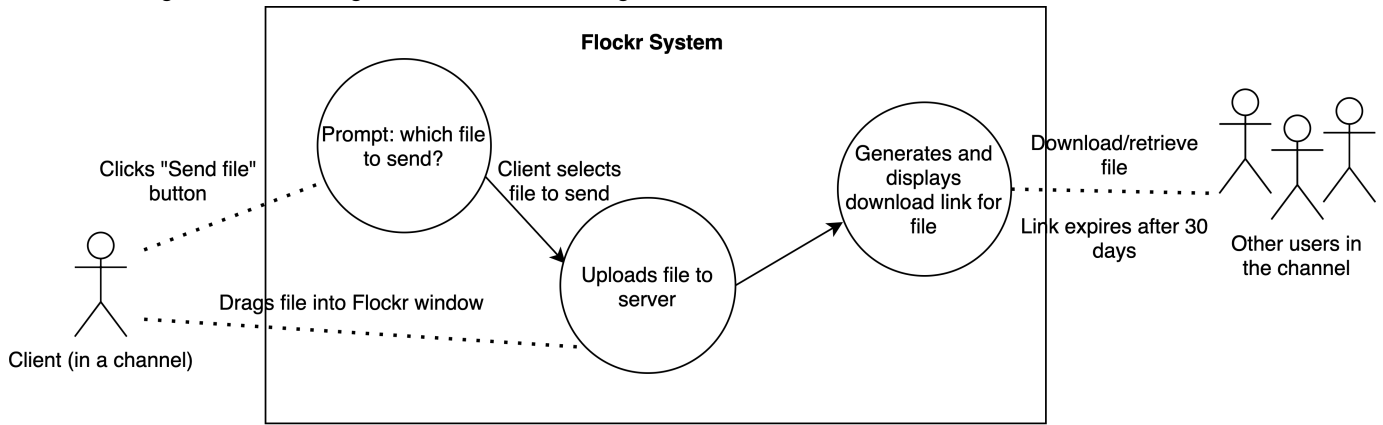 Flockr System
Prompt: which file
to send?
Clicks "Send file"
button
Client selects
file to send
Generates and
displays
download link for
file
Download/retrieve
file
Link expires after 30
days
Other users in
the channel
Uploads file to
server
Drags file into Flockr window
Client (in a channel)